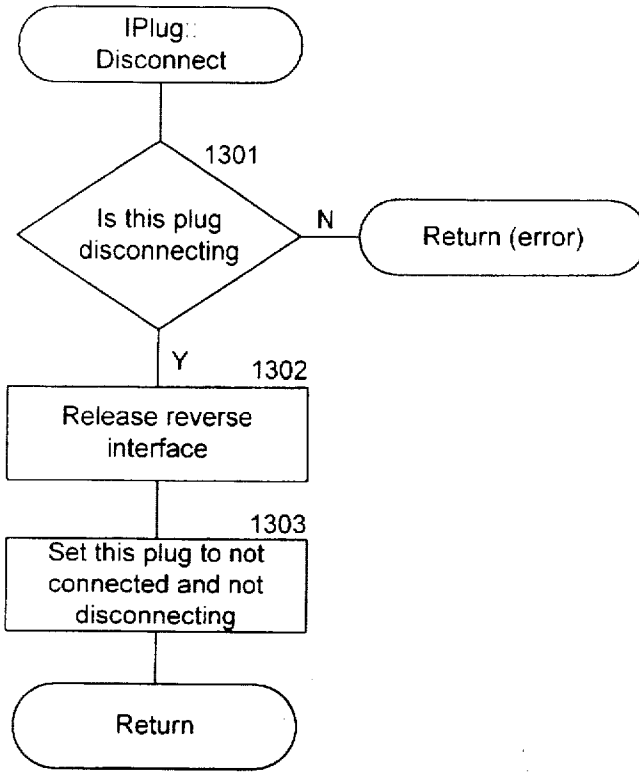 IPlug::
Disconnect
1301
Is this plug
disconnecting
N
Return (error)
Y
1302
Release reverse
interface
1303
Set this plug to not
connected and not
disconnecting
Return